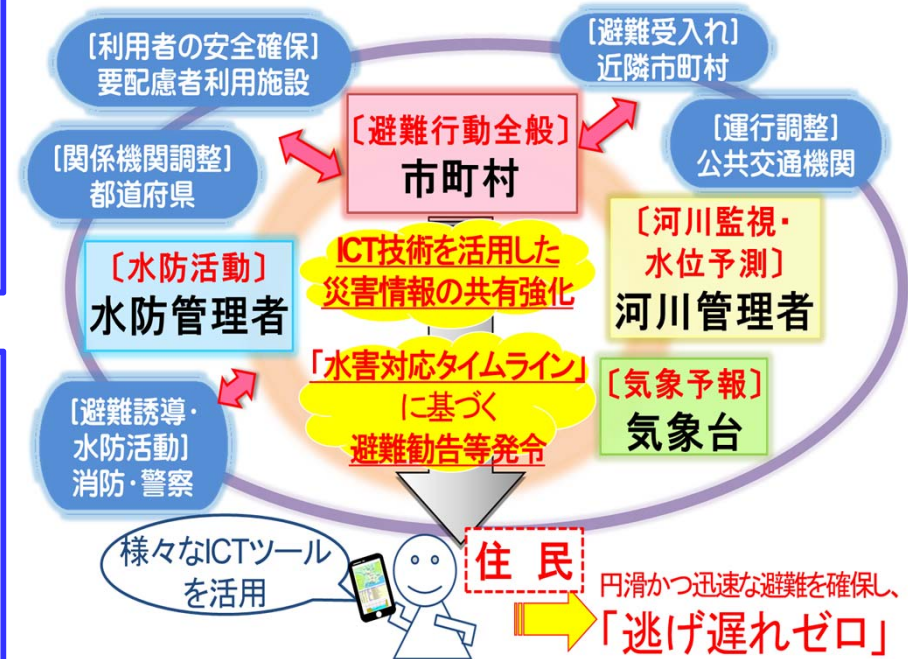 ［利用者の安全確保］
要配慮者利用施設
［避難受入れ］
近隣市町村
［関係機関調整］
都道府県
〔避難行動全般〕
市町村
［運行調整］
公共交通機関
〔水防活動〕
水防管理者
ICT技術を活用した
災害情報の共有強化
〔河川監視・
水位予測〕
河川管理者
「水害対応タイムライン」
に基づく
避難勧告等発令
〔気象予報〕
気象台
［避難誘導・
水防活動］
消防・警察
様々なICTツール
を活用
住民
円滑かつ迅速な避難を確保し、
「逃げ遅れゼロ」